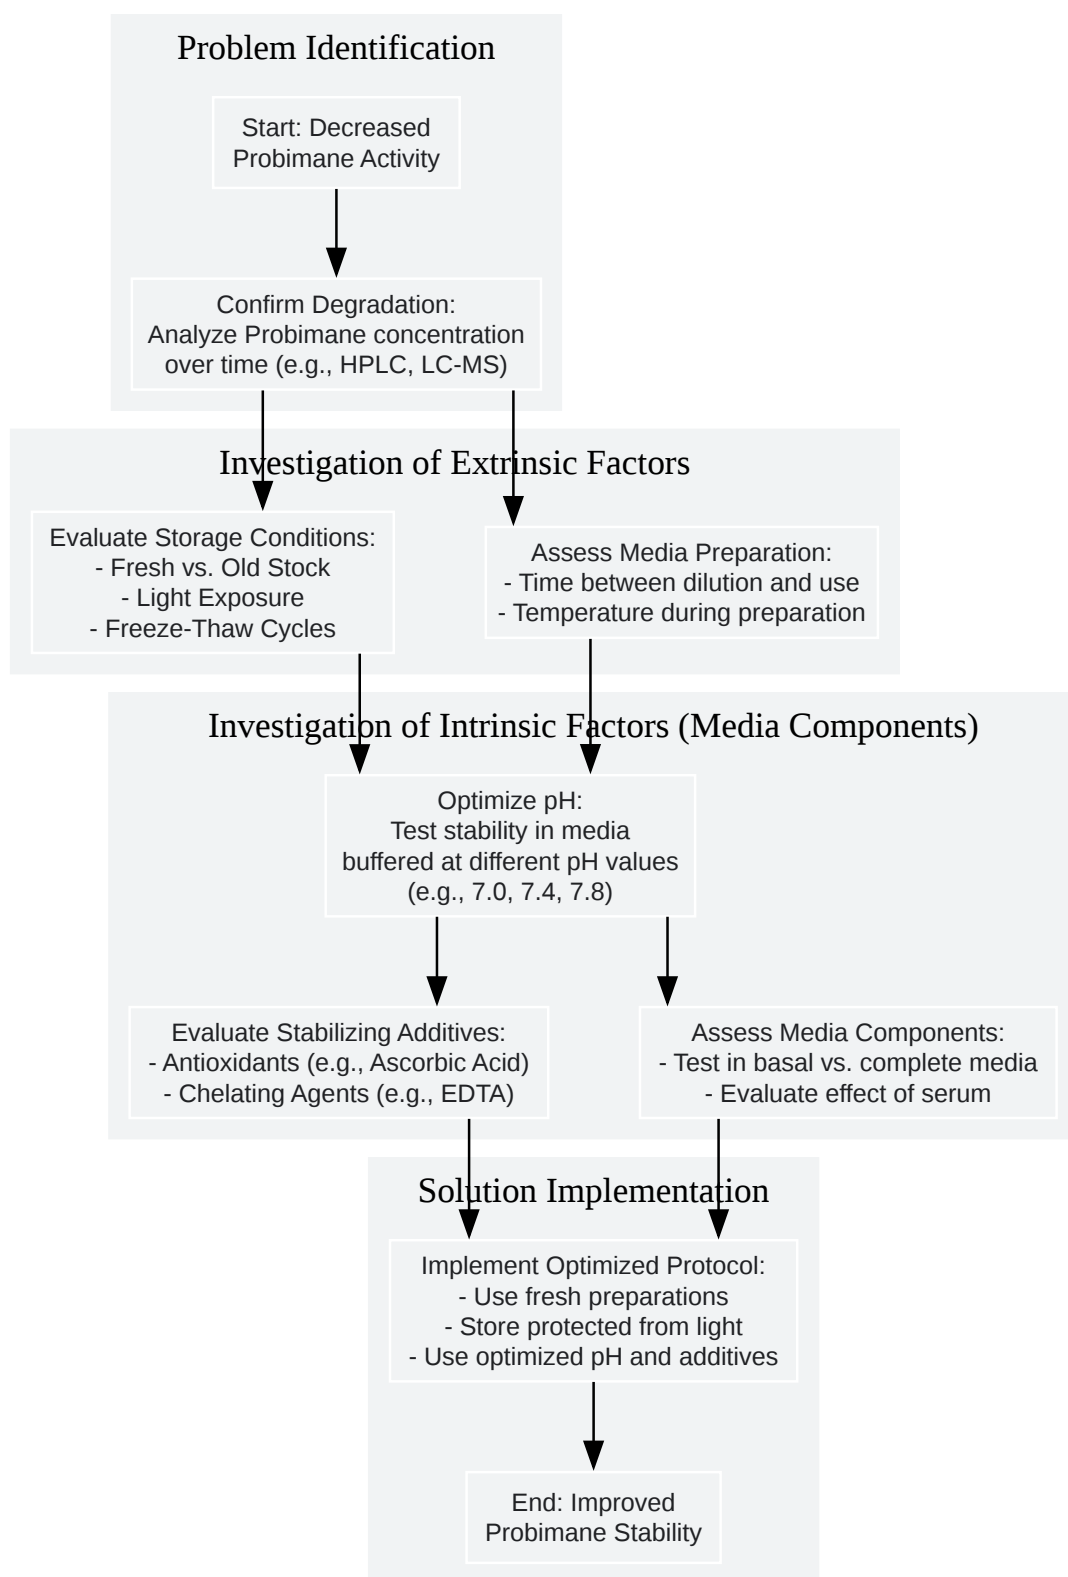 Problem Identification
Start: Decreased
Probimane Activity
Confirm Degradation:
Analyze Probimane concentration
over time (e.g., HPLC, LC-MS)
Investigation of Extrinsic Factors
Evaluate Storage Conditions:
- Fresh vs. Old Stock
- Light Exposure
- Freeze-Thaw Cycles
Assess Media Preparation:
- Time between dilution and use
- Temperature during preparation
Investigation of Intrinsic Factors (Media Components)
Optimize pH:
Test stability in media
buffered at different pH values
(e.g., 7.0, 7.4, 7.8)
Evaluate Stabilizing Additives:
- Antioxidants (e.g., Ascorbic Acid)
- Chelating Agents (e.g., EDTA)
Assess Media Components:
- Test in basal vs. complete media
- Evaluate effect of serum
Solution Implementation
Implement Optimized Protocol:
- Use fresh preparations
- Store protected from light
- Use optimized pH and additives
End: Improved
Probimane Stability